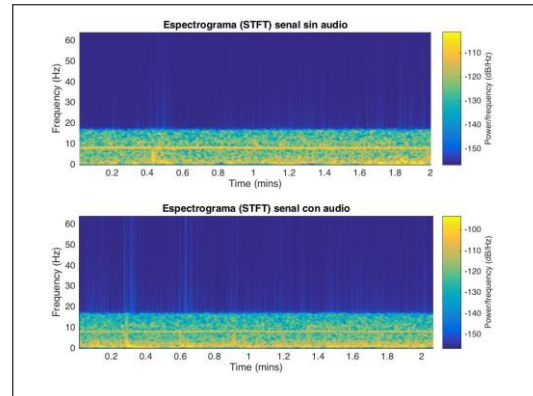 Espectrograma (STFT) senal sin audio
60
50
40
30
20
10
0
Frequency (Hz)
0.2 0.4 0.6 0.8 1 1.2 1.4 1.6 1.8 2
Time (mins)
-110
-120
-130
-140
-150
Power/frequency (dB/Hz)
Espectrograma (STFT) senal con audio
60
50
40
30
20
10
0
Frequency (Hz)
0.2 0.4 0.6 0.8 1 1.2 1.4 1.6 1.8 2
Time (mins)
-100
-110
-120
-130
-140
-150
Power/frequency (dB/Hz)